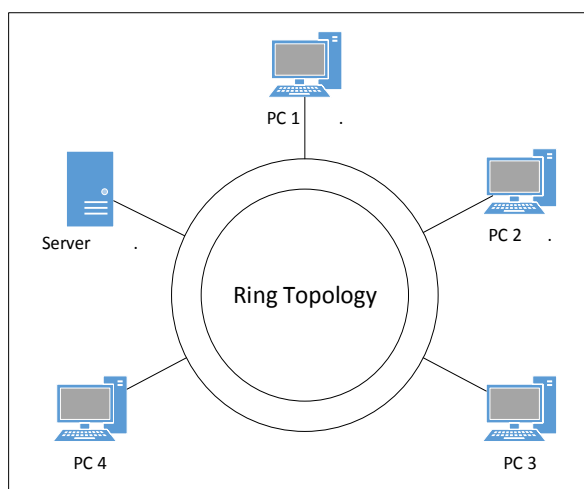 PC 1 .
Server .
PC 2 .
Ring Topology
PC 4
PC 3